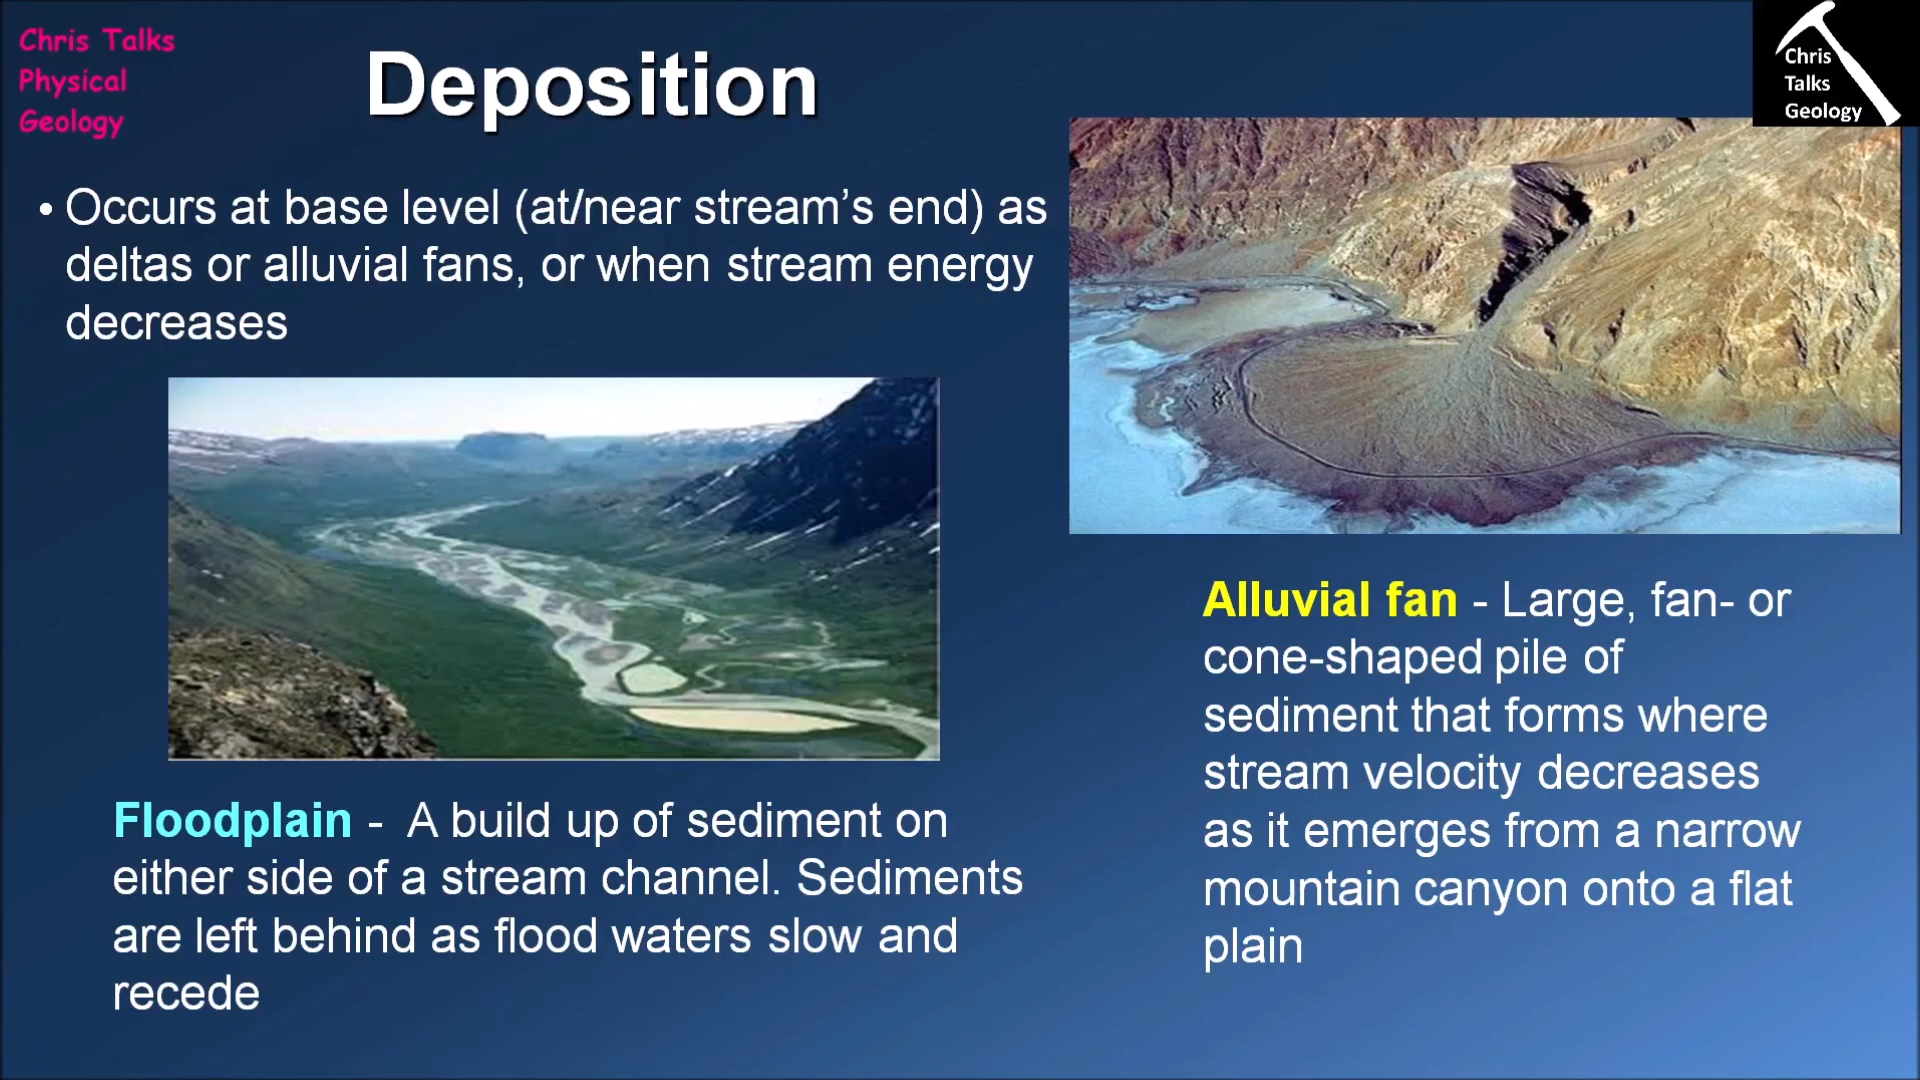 Chris Talks
Physical
Geology
Deposition
Chris
Talks
Geology
• Occurs at base level (at/near stream’s end) as
deltas or alluvial fans, or when stream energy
decreases
Floodplain - A build up of sediment on
either side of a stream channel. Sediments
are left behind as flood waters slow and
recede
Alluvial fan - Large, fan- or
cone-shaped pile of
sediment that forms where
stream velocity decreases
as it emerges from a narrow
mountain canyon onto a flat
plain